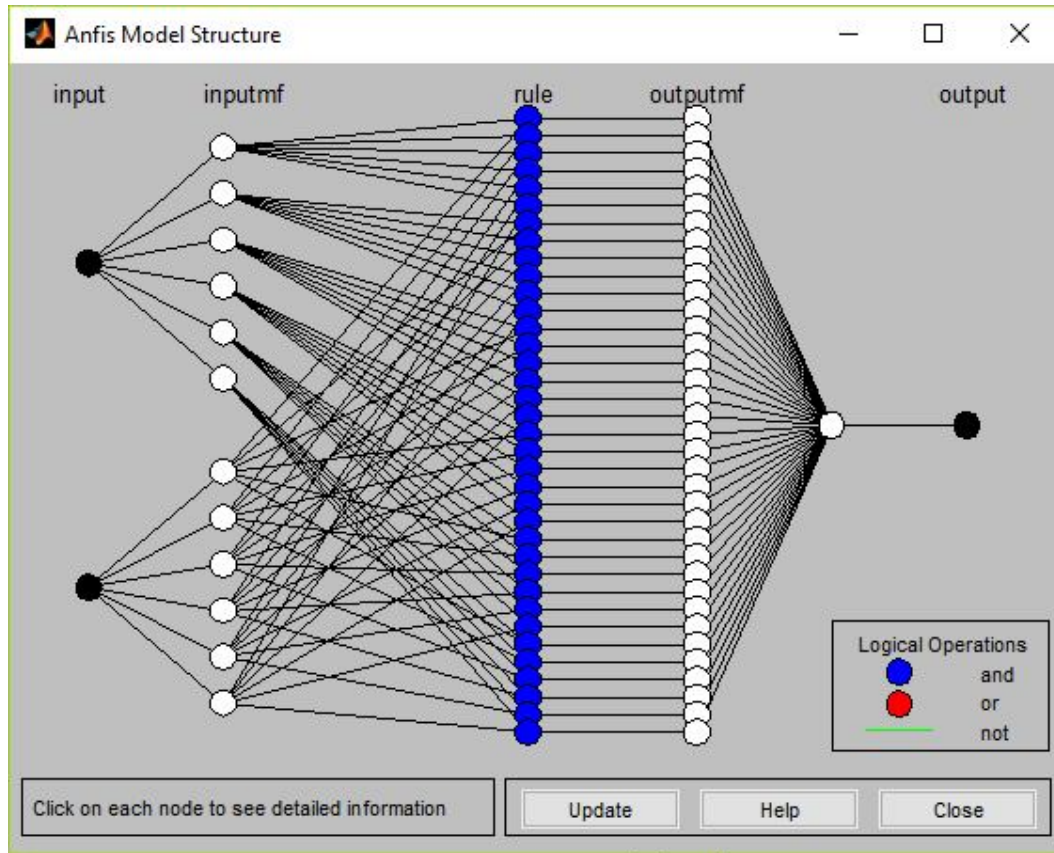 Anfis Model Structure
input inputmf rule outputmf output
Logical Operations
and
or
not
Click on each node to see detailed information
Update Help Close